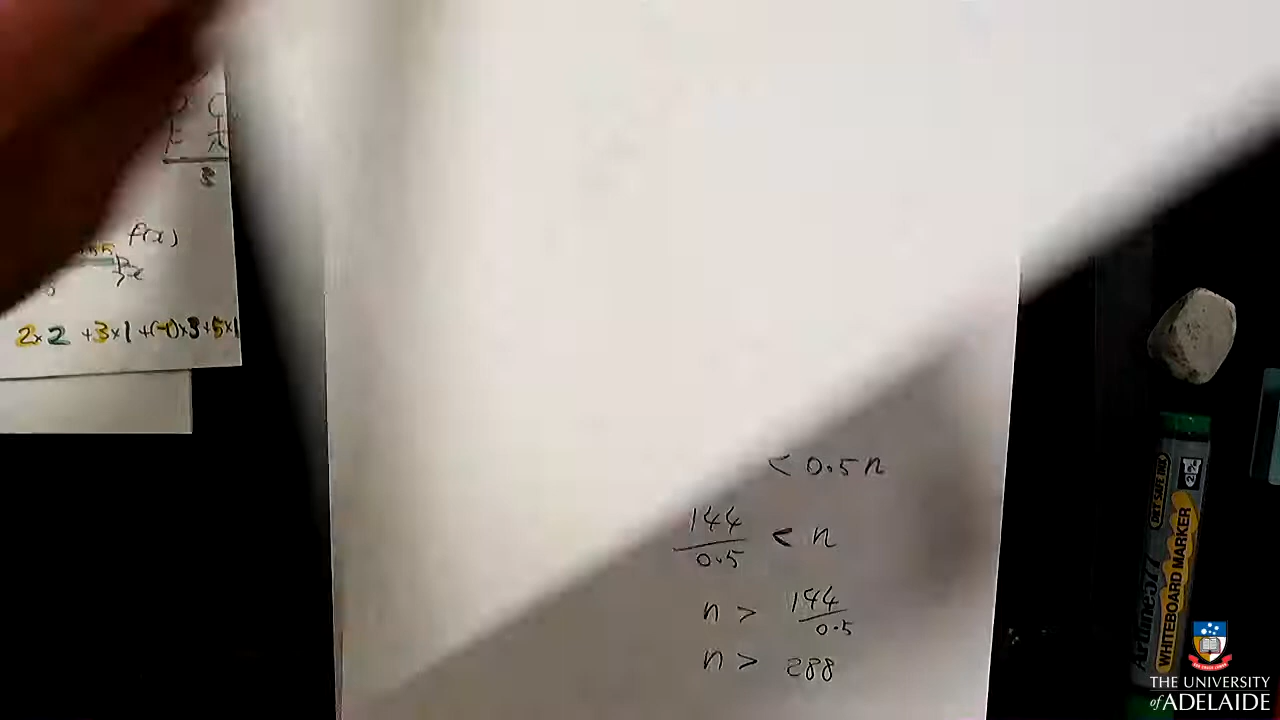 f(x)
2×2 +3×1 +(-1)×3+5×1
< 0.5n
144/0.5 < n
n > 144/0.5
n > 288
WHITEBOARD MARKER
THE UNIVERSITY
of ADELAIDE